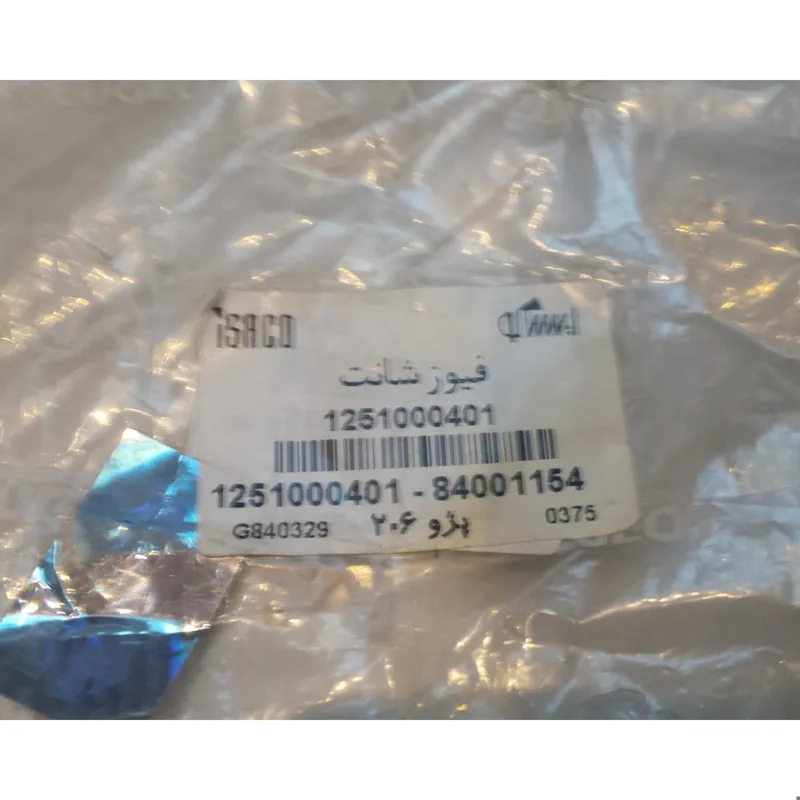 iSACO ایساکو
فیوز شانت
1251000401
1251000401 - 84001154
G840329 پژو ۲۰۶ 0375